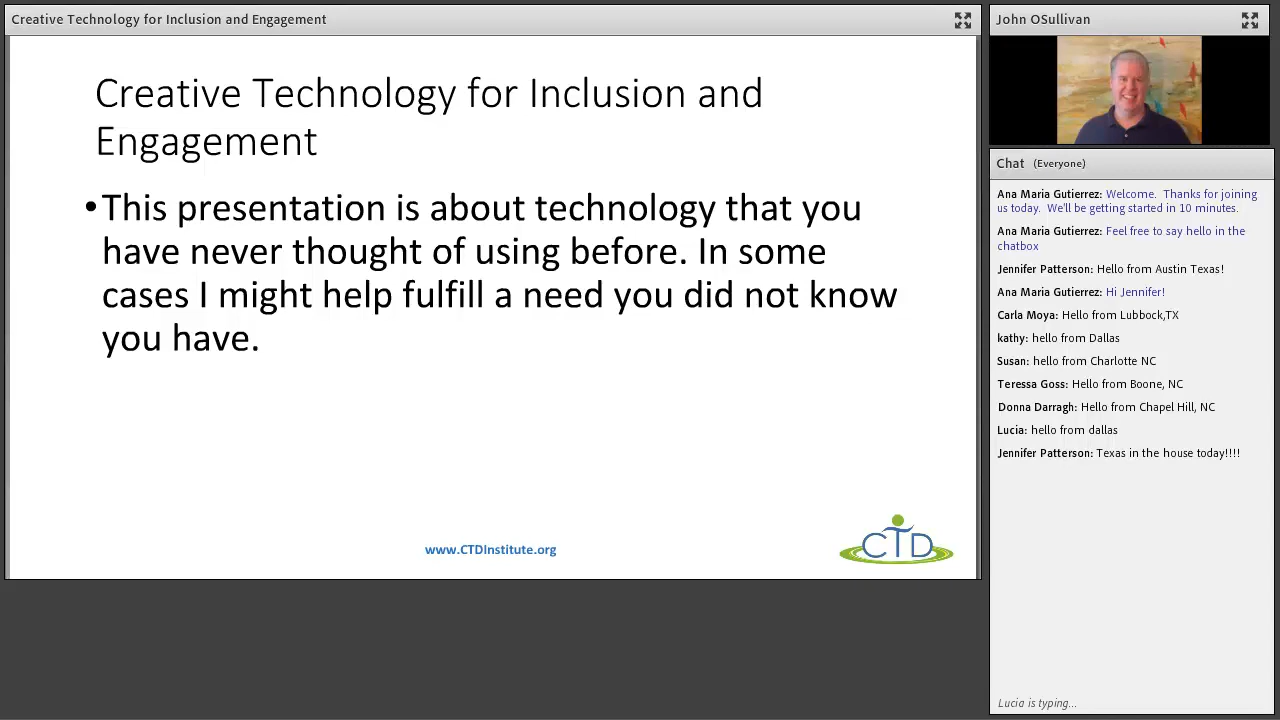 Creative Technology for Inclusion and Engagement
Creative Technology for Inclusion and
Engagement
•This presentation is about technology that you
have never thought of using before. In some
cases I might help fulfill a need you did not know
you have.
www.CTDInstitute.org
CTD
John OSullivan
Chat (Everyone)
Ana Maria Gutierrez: Welcome. Thanks for joining
us today. We'll be getting started in 10 minutes.
Ana Maria Gutierrez: Feel free to say hello in the
chatbox
Jennifer Patterson: Hello from Austin Texas!
Ana Maria Gutierrez: Hi Jennifer!
Carla Moya: Hello from Lubbock,TX
kathy: hello from Dallas
Susan: hello from Charlotte NC
Teressa Goss: Hello from Boone, NC
Donna Darragh: Hello from Chapel Hill, NC
Lucia: hello from dallas
Jennifer Patterson: Texas in the house today!!!!
Lucia is typing...